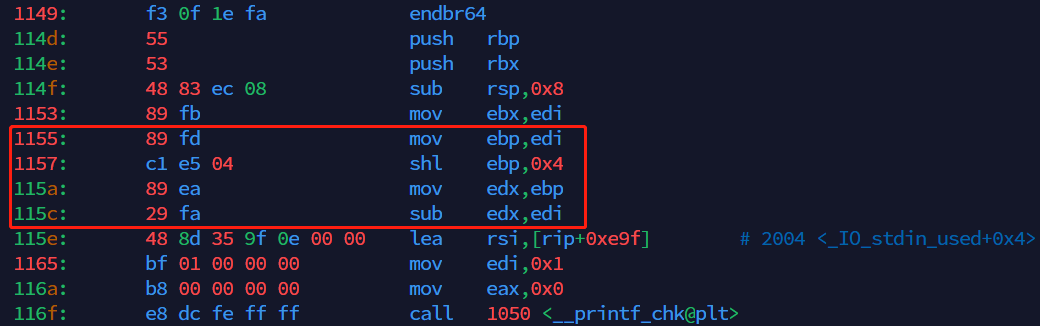 1149: f3 0f 1e fa endbr64
114d: 55 push rbp
114e: 53 push rbx
114f: 48 83 ec 08 sub rsp,0x8
1153: 89 fb mov ebx,edi
1155: 89 fd mov ebp,edi
1157: c1 e5 04 shl ebp,0x4
115a: 89 ea mov edx,ebp
115c: 29 fa sub edx,edi
115e: 48 8d 35 9f 0e 00 00 lea rsi,[rip+0xe9f] # 2004 <_IO_stdin_used+0x4>
1165: bf 01 00 00 00 mov edi,0x1
116a: b8 00 00 00 00 mov eax,0x0
116f: e8 dc fe ff ff call 1050 <__printf_chk@plt>